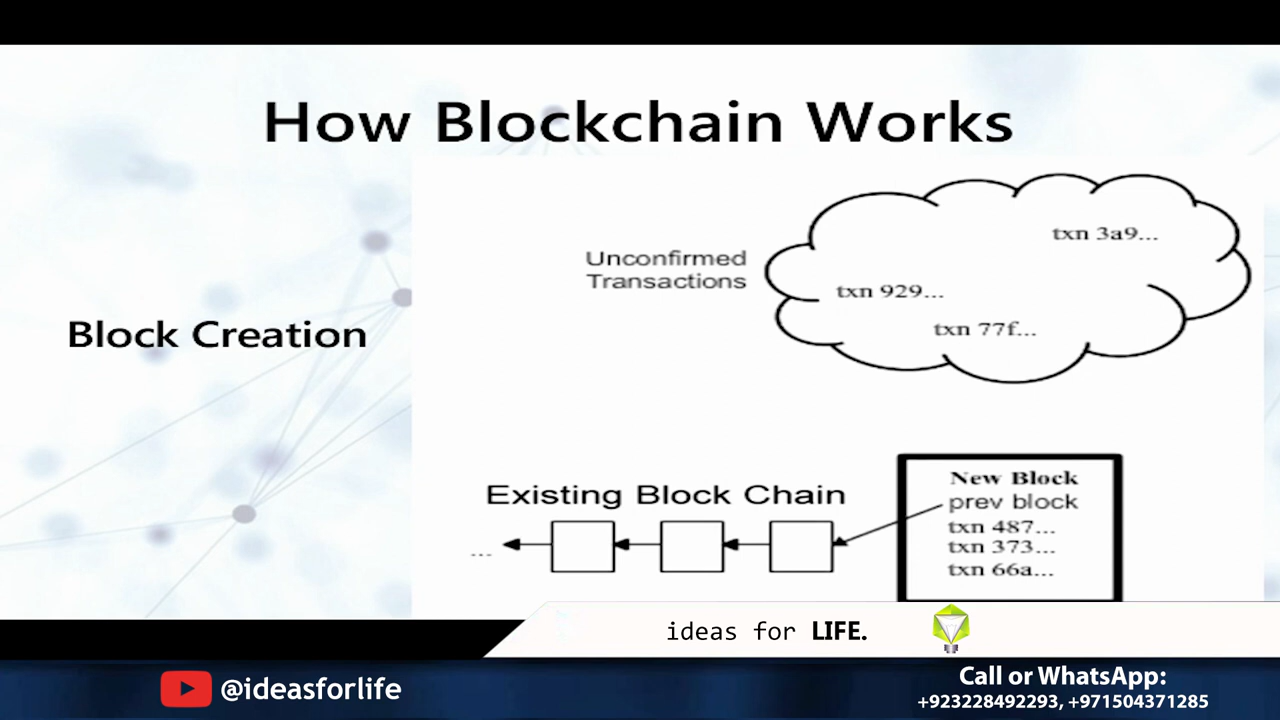 How Blockchain Works
Block Creation
Unconfirmed
Transactions
txn 3a9...
txn 929...
txn 77f...
Existing Block Chain
...
New Block
prev block
txn 487...
txn 373...
txn 66a...
ideas for LIFE.
@ideasforlife
Call or WhatsApp:
+923228492293, +971504371285